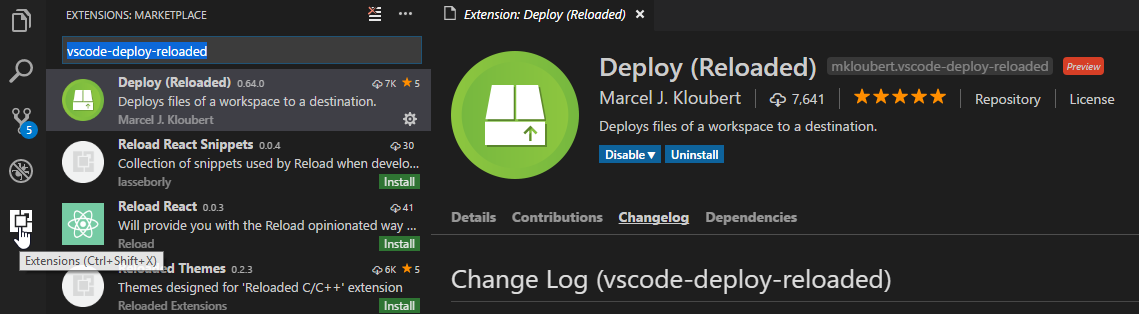 EXTENSIONS: MARKETPLACE
vscode-deploy-reloaded
Deploy (Reloaded) 0.64.0 7K 5
Deploys files of a workspace to a destination.
Marcel J. Kloubert
Reload React Snippets 0.0.4 30
Collection of snippets used by Reload when develo...
lasseborly Install
Reload React 0.0.3 41
Will provide you with the Reload opinionated way ...
Reload Install
Reloaded Themes 0.2.3 6K 5
Themes designed for 'Reloaded C/C++' extension
Reloaded Extensions Install
5
Extensions (Ctrl+Shift+X)
Extension: Deploy (Reloaded)
Deploy (Reloaded) mkloubert.vscode-deploy-reloaded Preview
Marcel J. Kloubert 7,641 Repository License
Deploys files of a workspace to a destination.
Disable Uninstall
Details Contributions Changelog Dependencies
Change Log (vscode-deploy-reloaded)